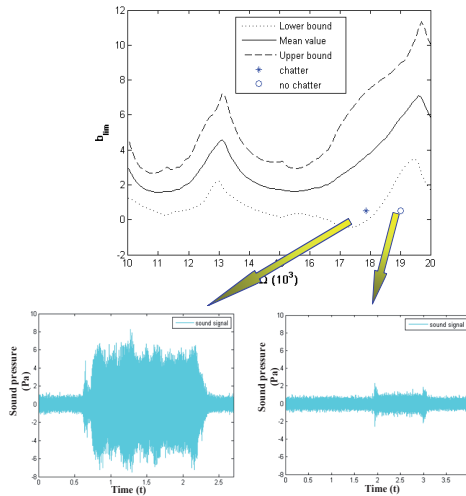 12
10
8
6
4
2
0
-2
b_lim
Lower bound
Mean value
Upper bound
chatter
no chatter
10 11 12 13 14 15 16 17 18 19 20
Ω (10³)
10
8
6
4
2
0
-2
-4
-6
-8
Sound pressure
(Pa)
sound signal
0 0.5 1 1.5 2 2.5
Time (t)
10
8
6
4
2
0
-2
-4
-6
-8
Sound pressure
(Pa)
sound signal
0 0.5 1 1.5 2 2.5 3 3.5 4
Time (t)